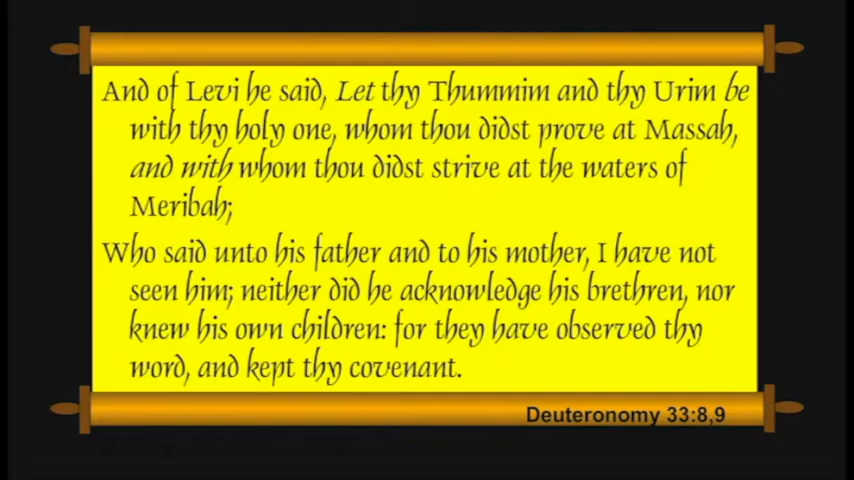 And of Levi he said, Let thy Thummim and thy Urim be
with thy holy one, whom thou didst prove at Massah,
and with whom thou didst strive at the waters of
Meribah;
Who said unto his father and to his mother, I have not
seen him; neither did he acknowledge his brethren, nor
knew his own children: for they have observed thy
word, and kept thy covenant.
Deuteronomy 33:8,9